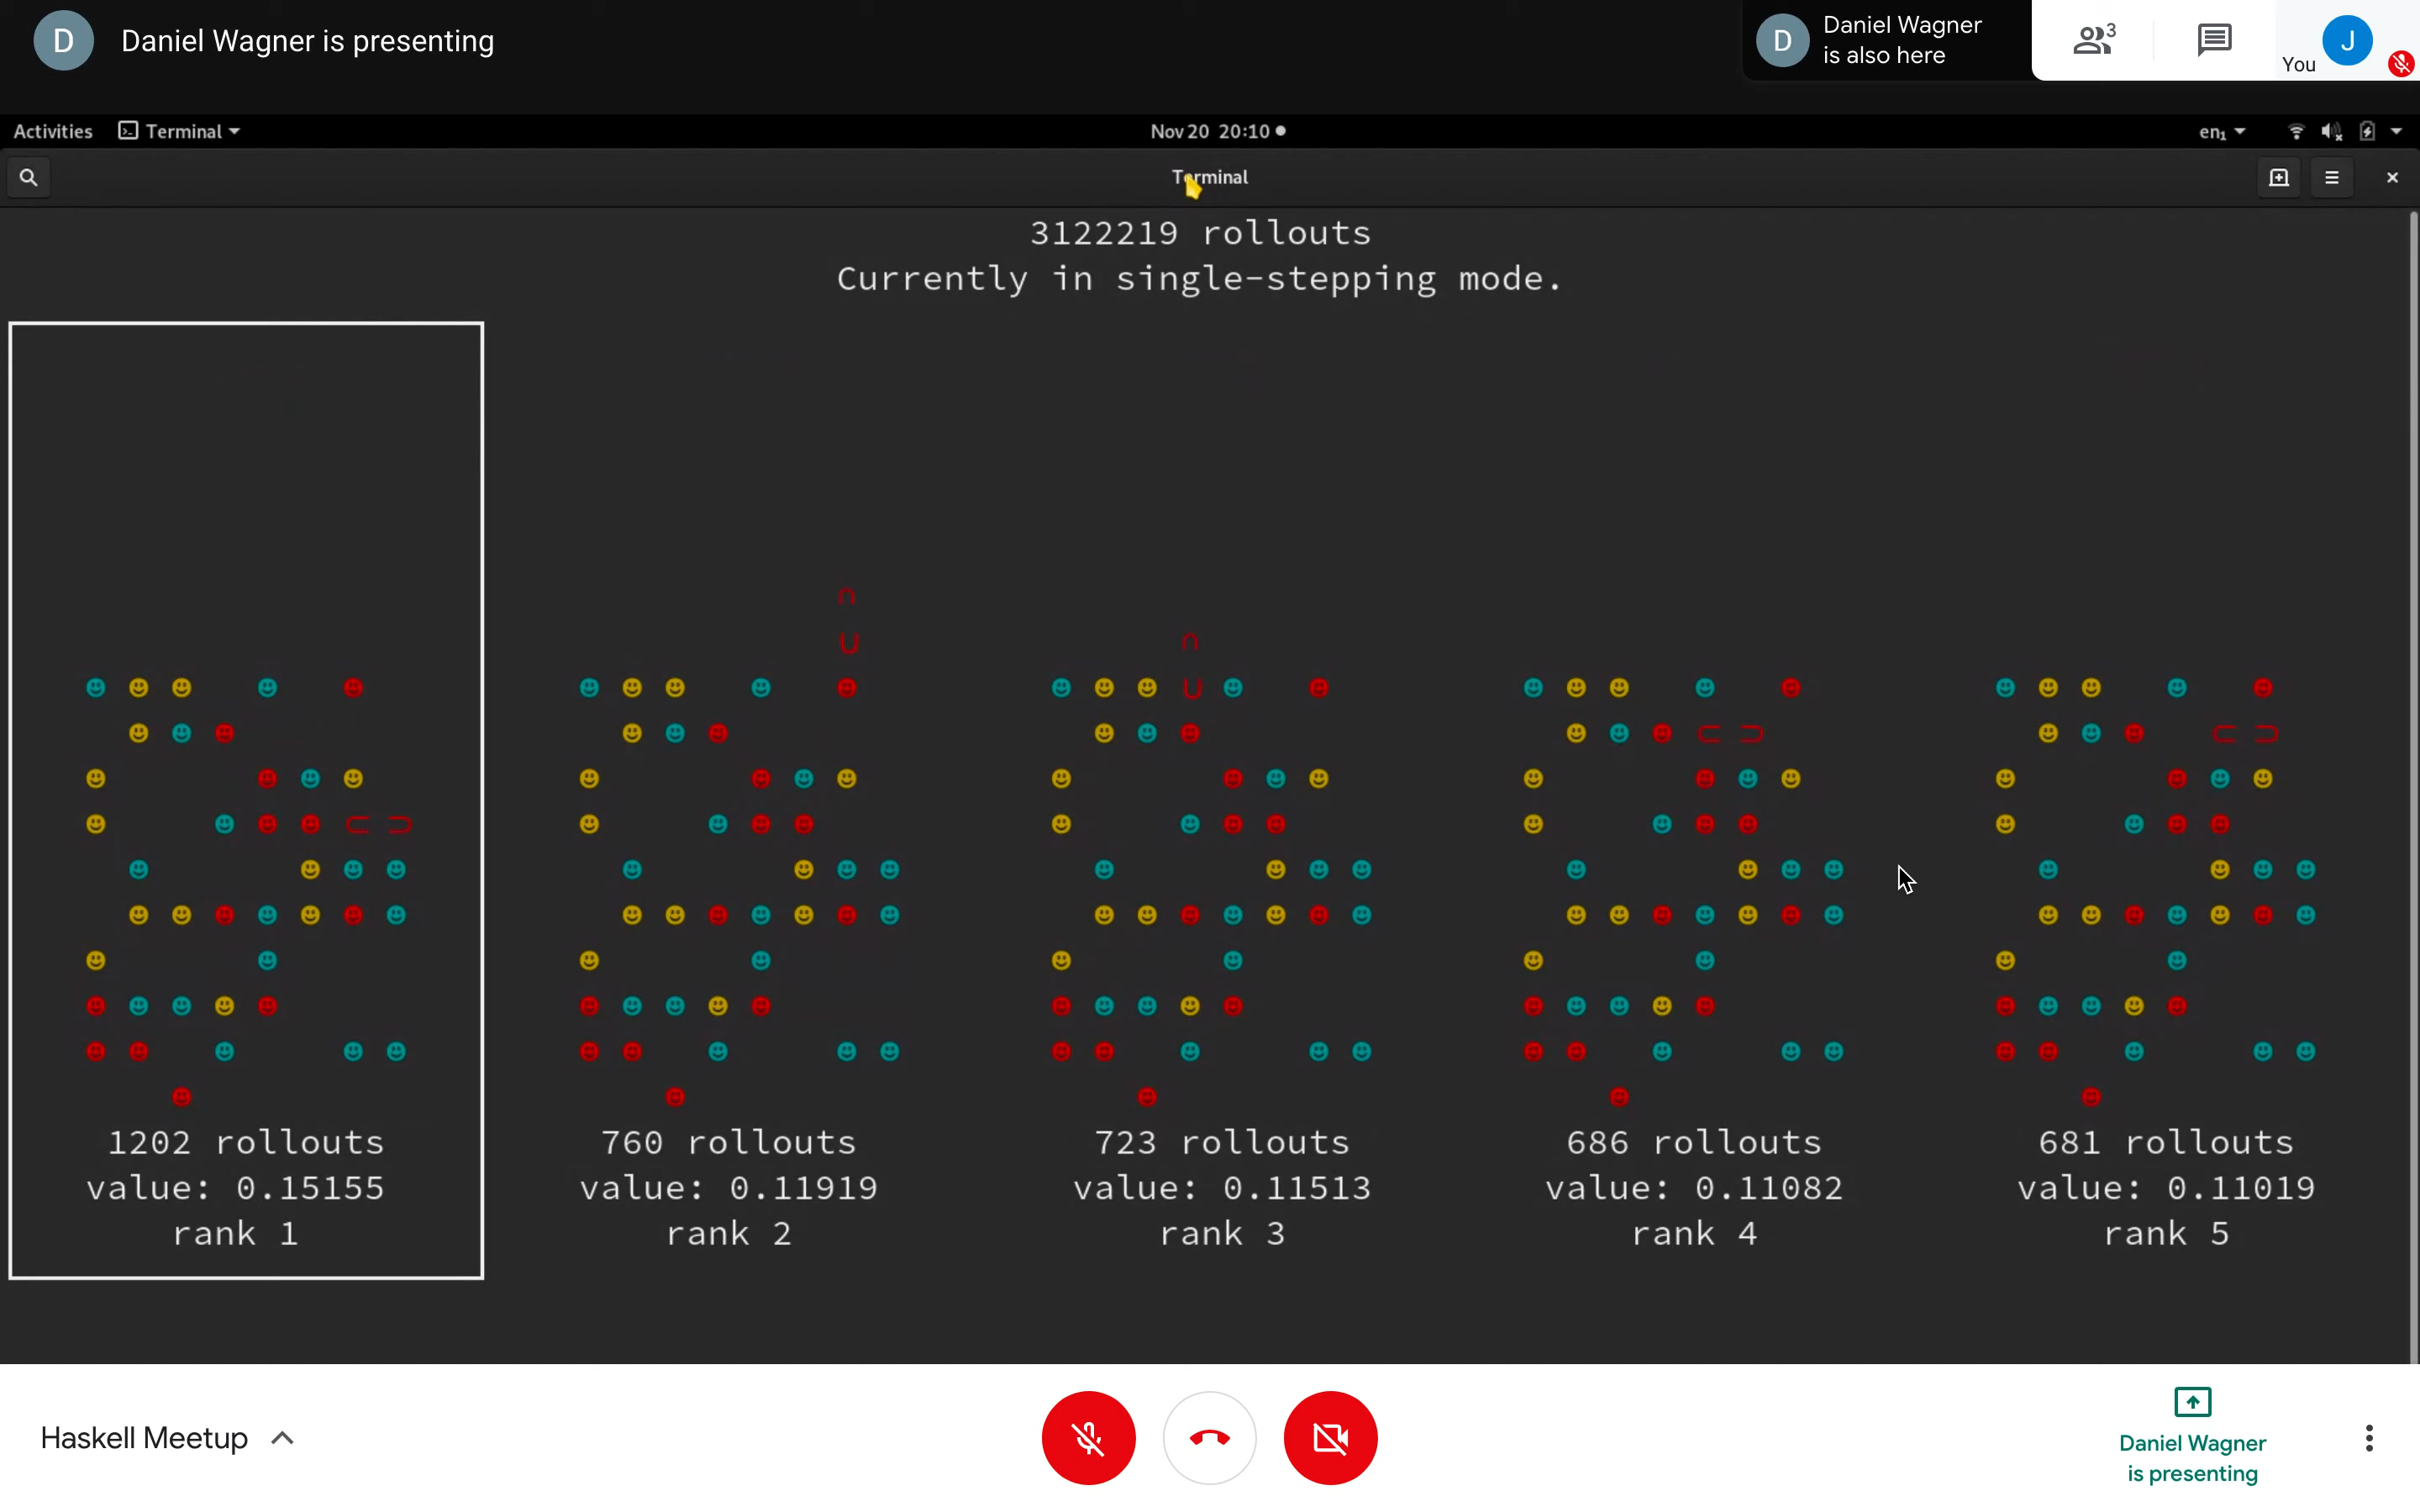 D
Daniel Wagner is presenting
D
Daniel Wagner
is also here
3
You
J
Activities
Terminal
Nov 20 20:10
en₁
Terminal
3122219 rollouts
Currently in single-stepping mode.
1202 rollouts
value: 0.15155
rank 1
760 rollouts
value: 0.11919
rank 2
723 rollouts
value: 0.11513
rank 3
686 rollouts
value: 0.11082
rank 4
681 rollouts
value: 0.11019
rank 5
Haskell Meetup
Daniel Wagner
is presenting